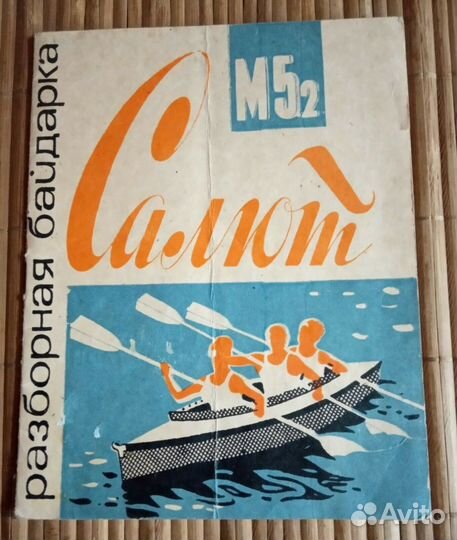 разборная байдарка
М5₂
Салют
Avito